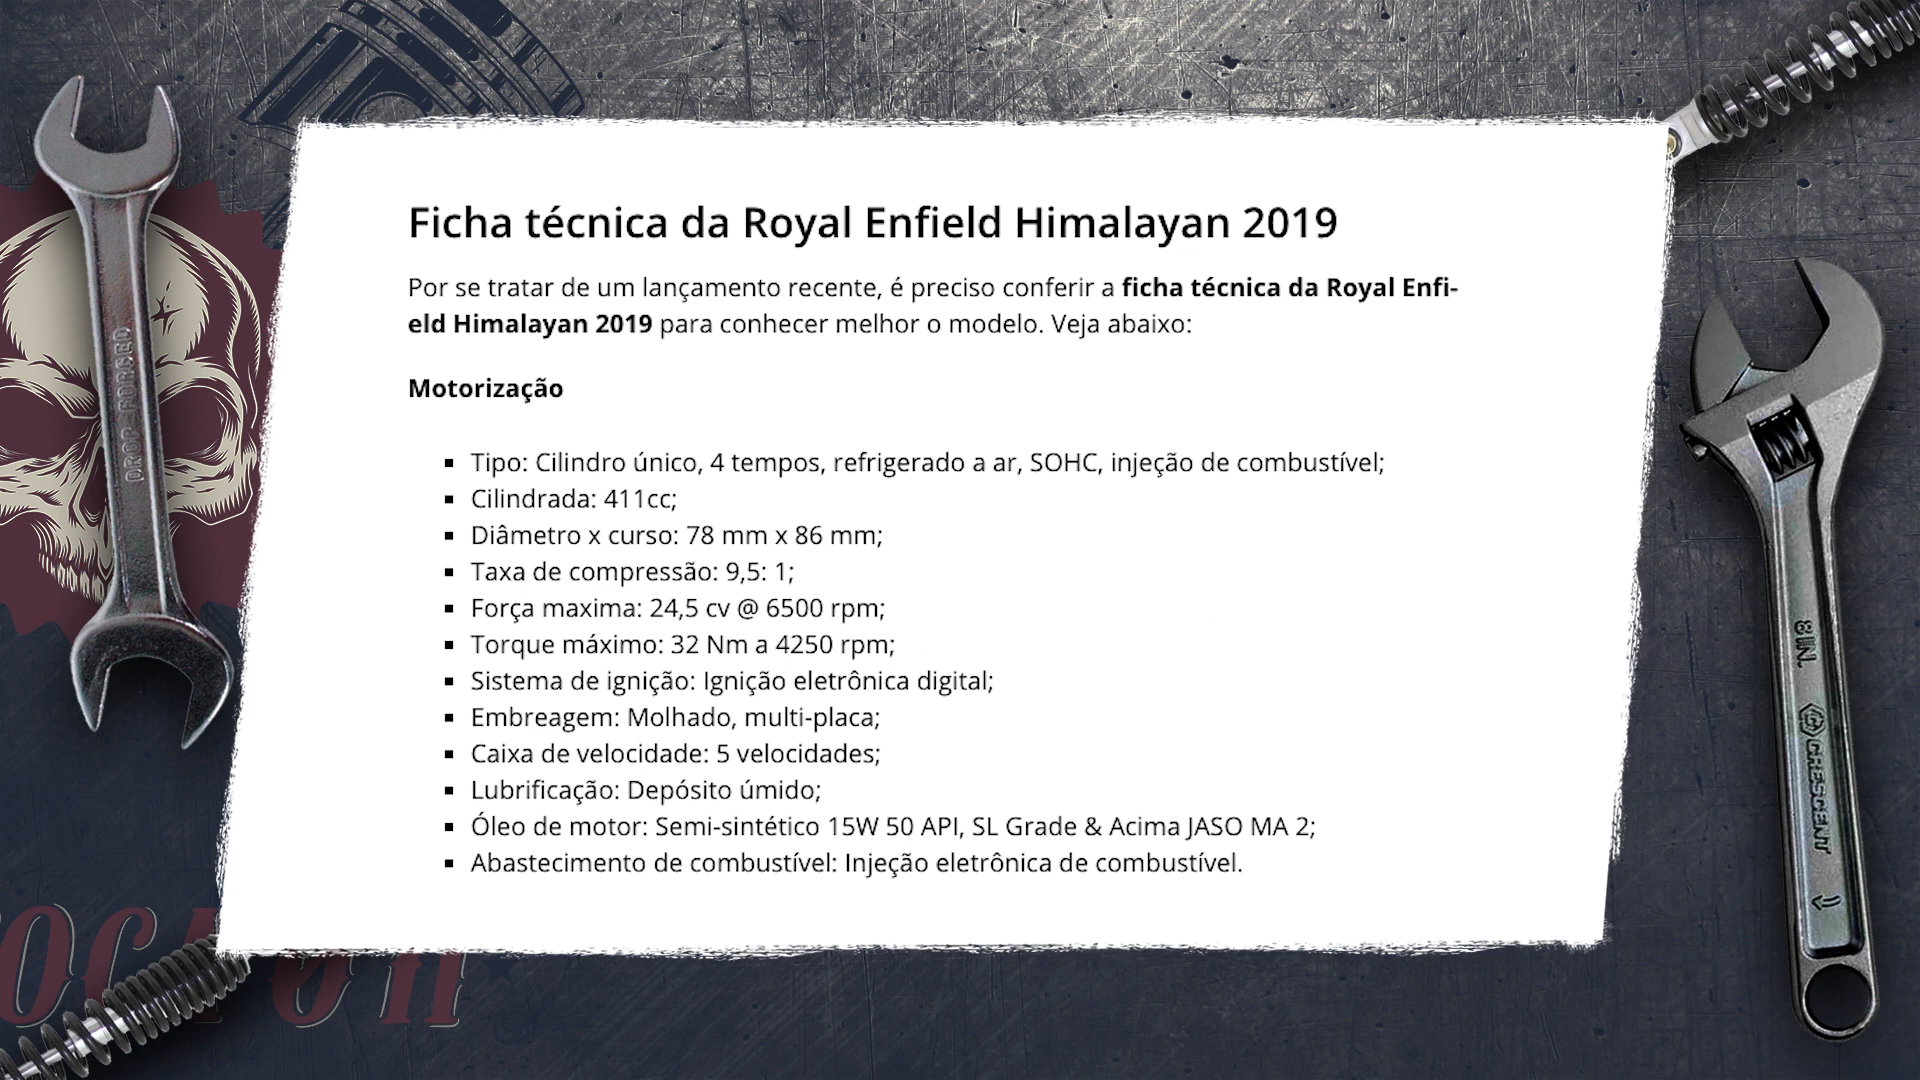 Ficha técnica da Royal Enfield Himalayan 2019
Por se tratar de um lançamento recente, é preciso conferir a ficha técnica da Royal Enfi-
eld Himalayan 2019 para conhecer melhor o modelo. Veja abaixo:
Motorização
▪ Tipo: Cilindro único, 4 tempos, refrigerado a ar, SOHC, injeção de combustível;
▪ Cilindrada: 411cc;
▪ Diâmetro x curso: 78 mm x 86 mm;
▪ Taxa de compressão: 9,5: 1;
▪ Força maxima: 24,5 cv @ 6500 rpm;
▪ Torque máximo: 32 Nm a 4250 rpm;
▪ Sistema de ignição: Ignição eletrônica digital;
▪ Embreagem: Molhado, multi-placa;
▪ Caixa de velocidade: 5 velocidades;
▪ Lubrificação: Depósito úmido;
▪ Óleo de motor: Semi-sintético 15W 50 API, SL Grade & Acima JASO MA 2;
▪ Abastecimento de combustível: Injeção eletrônica de combustível.
DROP FORGED
8 IN.
CRESCENT